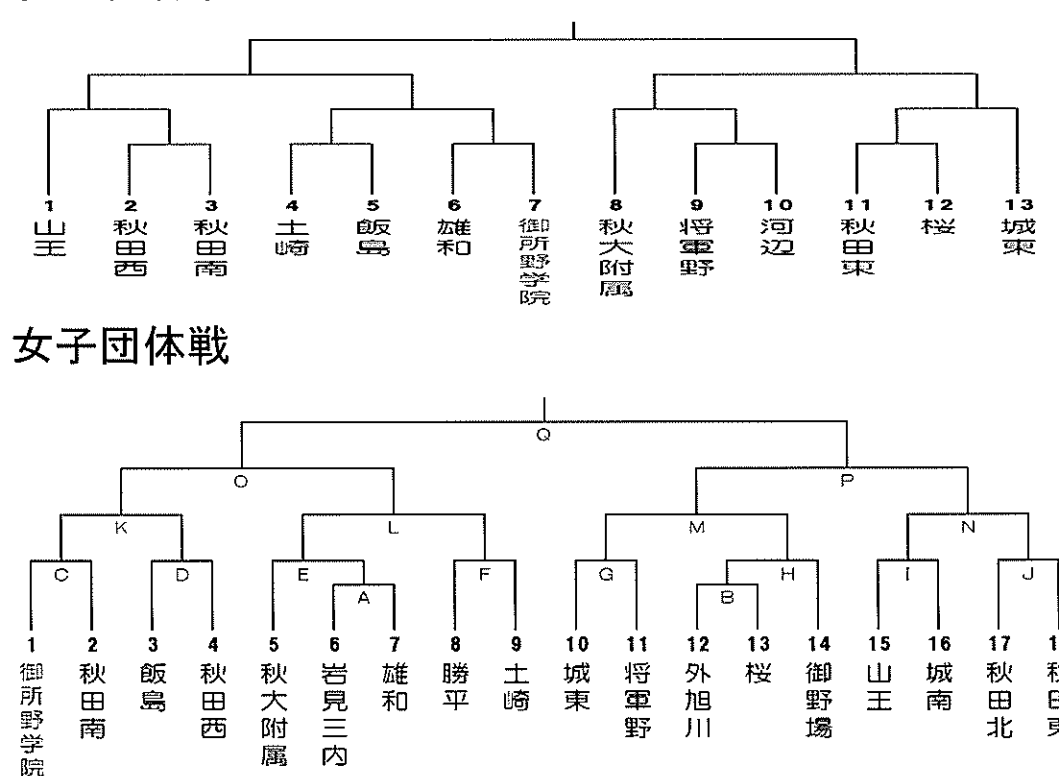 1 2 3 4 5 6 7 8 9 10 11 12 13
山王 秋田西 秋田南 土崎 飯島 雄和 御所野学院 秋大附属 将軍野 河辺 秋田東 桜 城東
女子団体戦
Q
O P
K L M N
C D E F G H I J
A B
1 2 3 4 5 6 7 8 9 10 11 12 13 14 15 16 17
御所野学院 秋田南 飯島 秋田西 秋大附属 岩見三内 雄和 勝平 土崎 城東 将軍野 外旭川 桜 御野場 山王 城南 秋田北